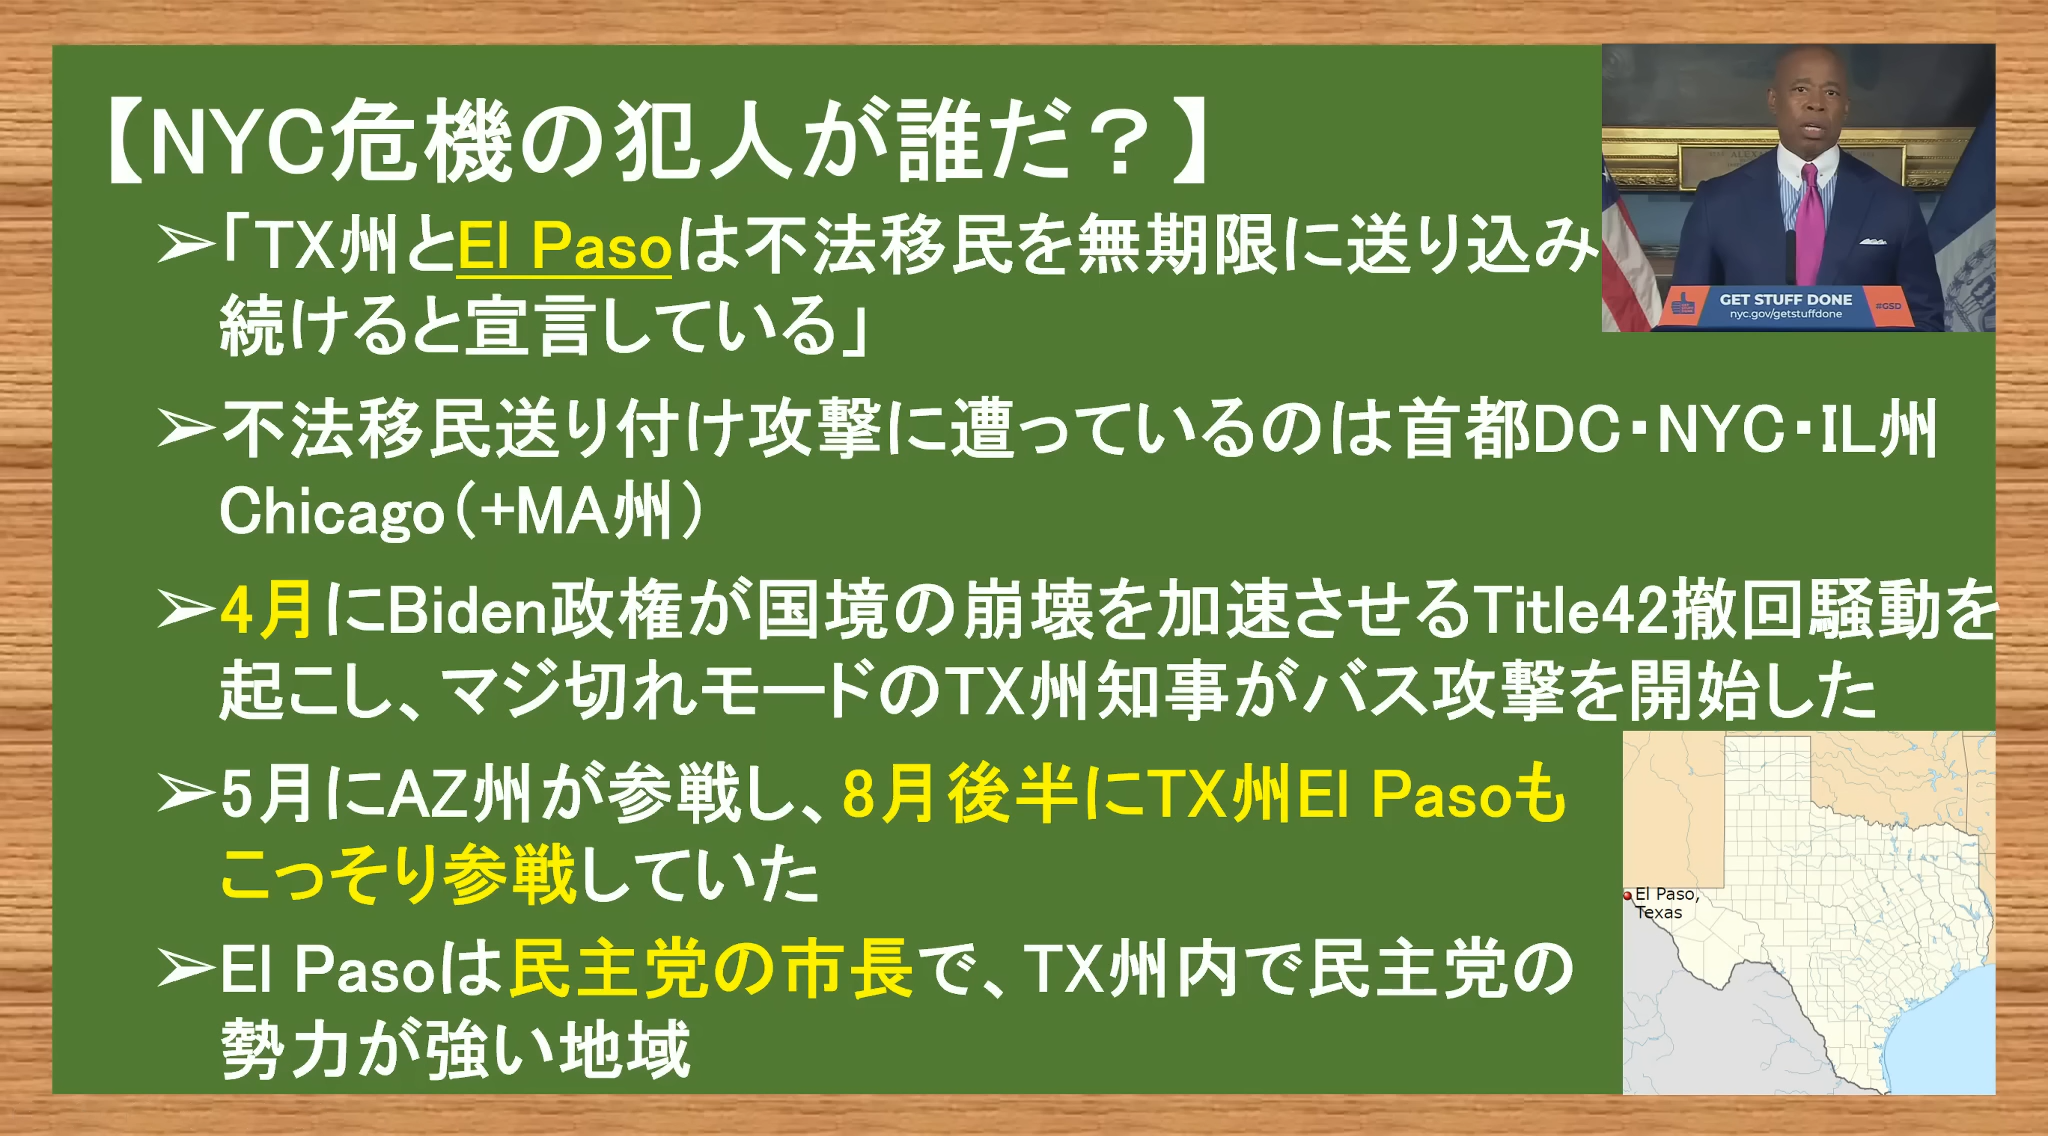 【NYC危機の犯人が誰だ？】
➢「TX州とEl Pasoは不法移民を無期限に送り込み
続けると宣言している」
➢不法移民送り付け攻撃に遭っているのは首都DC・NYC・IL州
Chicago（+MA州）
➢4月にBiden政権が国境の崩壊を加速させるTitle42撤回騒動を
起こし、マジ切れモードのTX州知事がバス攻撃を開始した
➢5月にAZ州が参戦し、8月後半にTX州El Pasoも
こっそり参戦していた
➢El Pasoは民主党の市長で、TX州内で民主党の
勢力が強い地域
GET STUFF DONE
nyc.gov/getstuffdone
#GSD
El Paso,
Texas